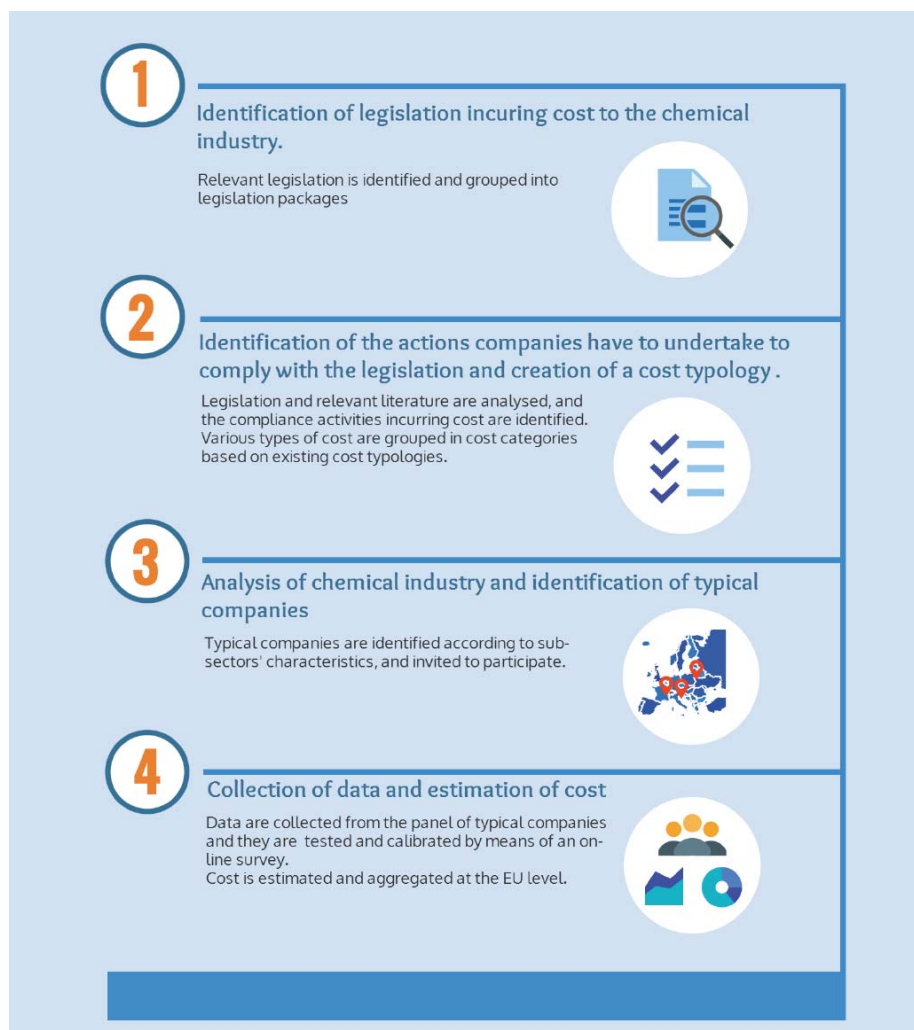 1
Identification of legislation incuring cost to the chemical
industry.
Relevant legislation is identified and grouped into
legislation packages
2
Identification of the actions companies have to undertake to
comply with the legislation and creation of a cost typology .
Legislation and relevant literature are analysed, and
the compliance activities incurring cost are identified.
Various types of cost are grouped in cost categories
based on existing cost typologies.
3
Analysis of chemical industry and identification of typical
companies
Typical companies are identified according to sub-
sectors' characteristics, and invited to participate.
4
Collection of data and estimation of cost
Data are collected from the panel of typical companies
and they are tested and calibrated by means of an on-
line survey.
Cost is estimated and aggregated at the EU level.